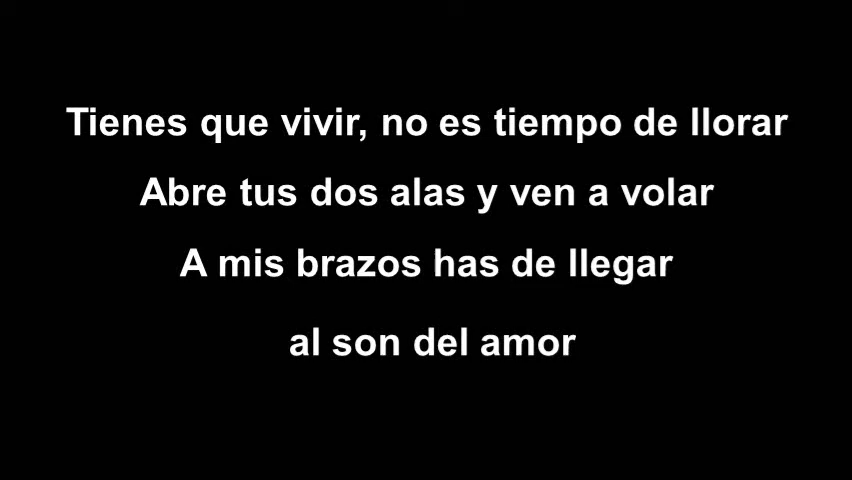 Tienes que vivir, no es tiempo de llorar
Abre tus dos alas y ven a volar
A mis brazos has de llegar
al son del amor